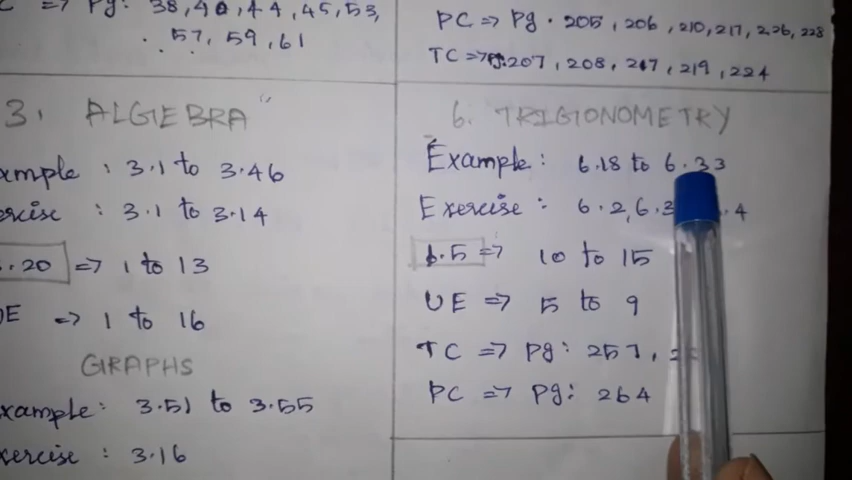 => Pg: 38, 40, 44, 45, 53,
57, 59, 61
3. ALGEBRA
xample : 3.1 to 3.46
ercise : 3.1 to 3.14
.20 => 1 to 13
UE => 1 to 16
GRAPHS
xample: 3.51 to 3.55
xercise : 3.16
PC => Pg. 205, 206, 210, 217, 226, 228
TC => 207, 208, 217, 219, 224
6. TRIGIONOMETRY
Example: 6.18 to 6.33
Exercise: 6.2, 6.3 .4
6.5 => 10 to 15
UE => 5 to 9
TC => Pg: 257,
PC => Pg: 264